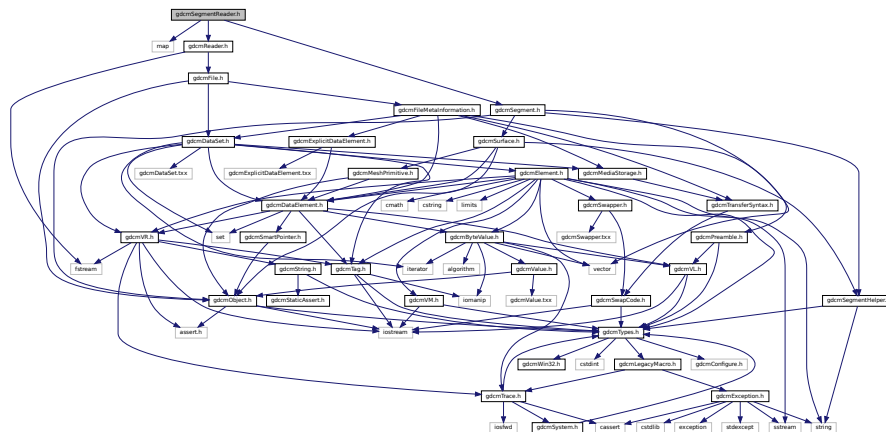 gdcmSegmentReader.h
map
gdcmReader.h
gdcmFile.h
gdcmFileMetaInformation.h
gdcmSegment.h
gdcmDataSet.h
gdcmExplicitDataElement.h
gdcmSurface.h
gdcmDataSet.txx
gdcmExplicitDataElement.txx
gdcmMeshPrimitive.h
gdcmElement.h
gdcmMediaStorage.h
set
gdcmDataElement.h
cmath
cstring
limits
gdcmSwapper.h
gdcmTransferSyntax.h
gdcmVR.h
gdcmSmartPointer.h
gdcmByteValue.h
gdcmSwapper.txx
gdcmPreamble.h
fstream
gdcmString.h
gdcmTag.h
iterator
algorithm
gdcmValue.h
vector
gdcmVL.h
gdcmObject.h
gdcmStaticAssert.h
gdcmVM.h
iomanip
gdcmValue.txx
gdcmSwapCode.h
gdcmSegmentHelper.
assert.h
iostream
gdcmTypes.h
gdcmWin32.h
cstdint
gdcmLegacyMacro.h
gdcmConfigure.h
gdcmTrace.h
gdcmException.h
iosfwd
gdcmSystem.h
cassert
cstdlib
exception
stdexcept
sstream
string